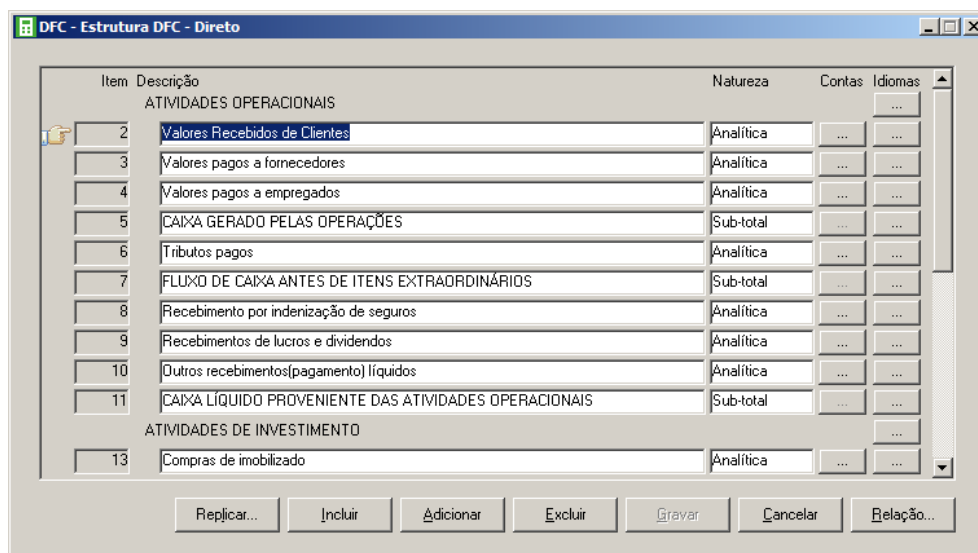 DFC - Estrutura DFC - Direto
Item Descrição Natureza Contas Idiomas
ATIVIDADES OPERACIONAIS ...
2 Valores Recebidos de Clientes Analítica ... ...
3 Valores pagos a fornecedores Analítica ... ...
4 Valores pagos a empregados Analítica ... ...
5 CAIXA GERADO PELAS OPERAÇÕES Sub-total ... ...
6 Tributos pagos Analítica ... ...
7 FLUXO DE CAIXA ANTES DE ITENS EXTRAORDINÁRIOS Sub-total ... ...
8 Recebimento por indenização de seguros Analítica ... ...
9 Recebimentos de lucros e dividendos Analítica ... ...
10 Outros recebimentos(pagamento) líquidos Analítica ... ...
11 CAIXA LÍQUIDO PROVENIENTE DAS ATIVIDADES OPERACIONAIS Sub-total ... ...
ATIVIDADES DE INVESTIMENTO ...
13 Compras de imobilizado Analítica ... ...
Replicar... Incluir Adicionar Excluir Gravar Cancelar Relação...